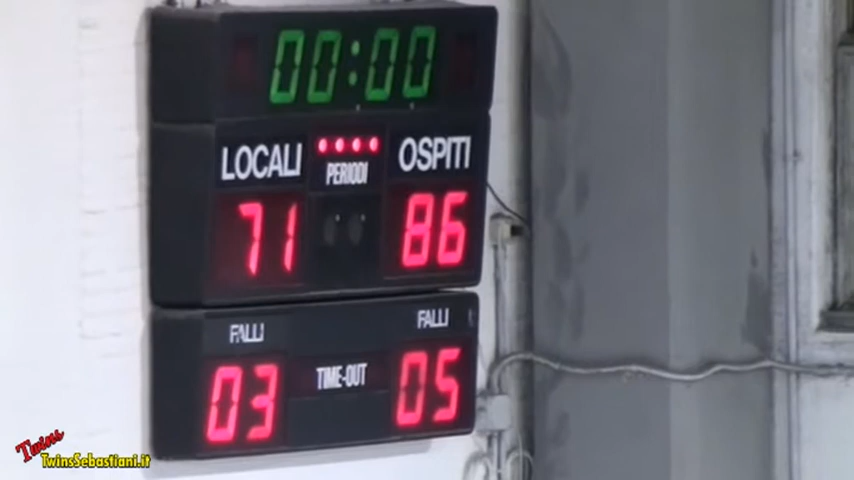 00:00
LOCALI PERIODI OSPITI
71 86
FALLI FALLI
03 TIME-OUT 05
Twins
TwinsSebastiani.it